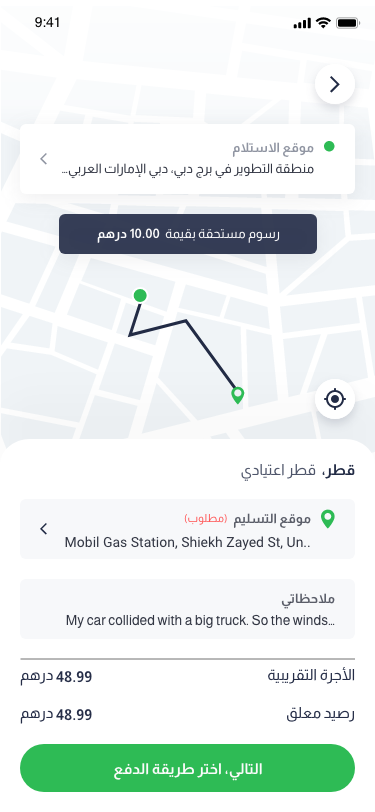 9:41
موقع الاستلام
منطقة التطوير في برج دبي، دبي الإمارات العربي...
رسوم مستحقة بقيمة 10.00 درهم
قطر، قطر اعتيادي
موقع التسليم (مطلوب)
Mobil Gas Station, Shiekh Zayed St, Un..
ملاحظاتي
My car collided with a big truck. So the winds...
الأجرة التقريبية 48.99 درهم
رصيد معلق 48.99 درهم
التالي، اختر طريقة الدفع